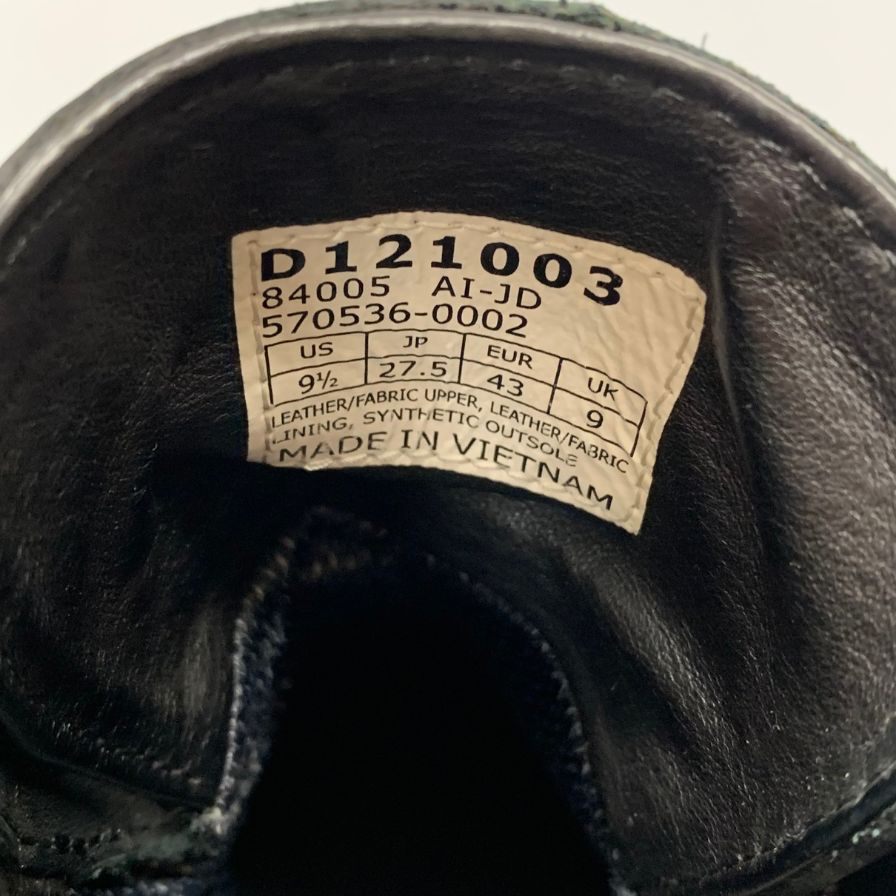 D121003
84005 AI-JD
570536-0002
US JP EUR UK
9½ 27.5 43 9
LEATHER/FABRIC UPPER, LEATHER/FABRIC
LINING, SYNTHETIC OUTSOLE
MADE IN VIETNAM